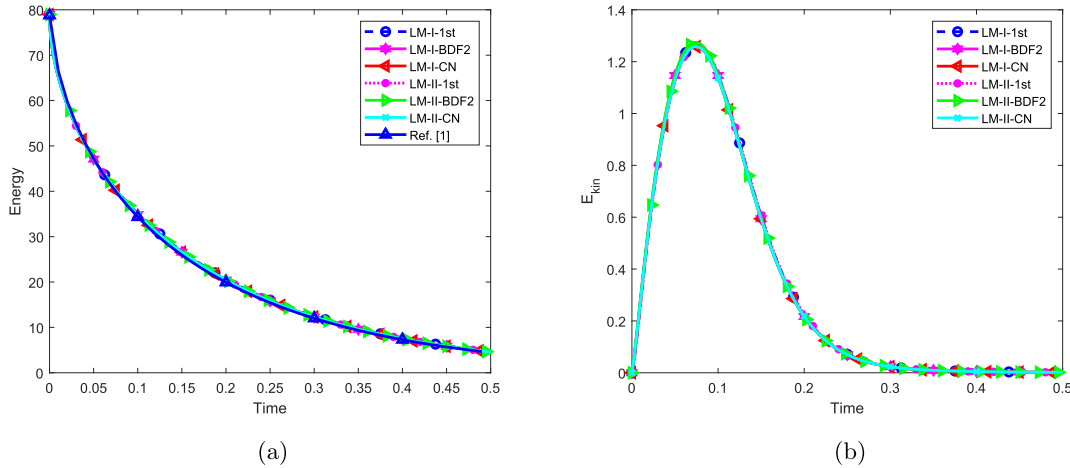 80
70
60
50
40
30
20
10
0
Energy
0
0.05
0.1
0.15
0.2
0.25
0.3
0.35
0.4
0.45
0.5
Time
LM-I-1st
LM-I-BDF2
LM-I-CN
LM-II-1st
LM-II-BDF2
LM-II-CN
Ref. [1]
(a)
1.4
1.2
1
0.8
0.6
0.4
0.2
0
E_kin
0
0.1
0.2
0.3
0.4
0.5
Time
LM-I-1st
LM-I-BDF2
LM-I-CN
LM-II-1st
LM-II-BDF2
LM-II-CN
(b)